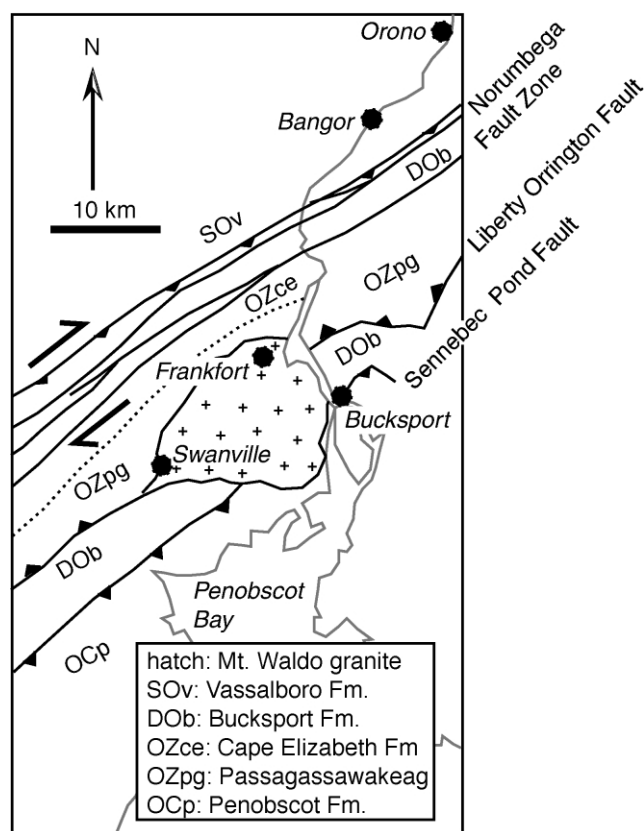 Orono
N
Norumbega
Fault Zone
Bangor
DOb
Liberty Orrington Fault
10 km
SOv
OZpg
OZce
Sennebec Pond Fault
DOb
Frankfort
Bucksport
Swanville
OZpg
DOb
Penobscot
Bay
OCp
hatch: Mt. Waldo granite
SOv: Vassalboro Fm.
DOb: Bucksport Fm.
OZce: Cape Elizabeth Fm
OZpg: Passagassawakeag
OCp: Penobscot Fm.